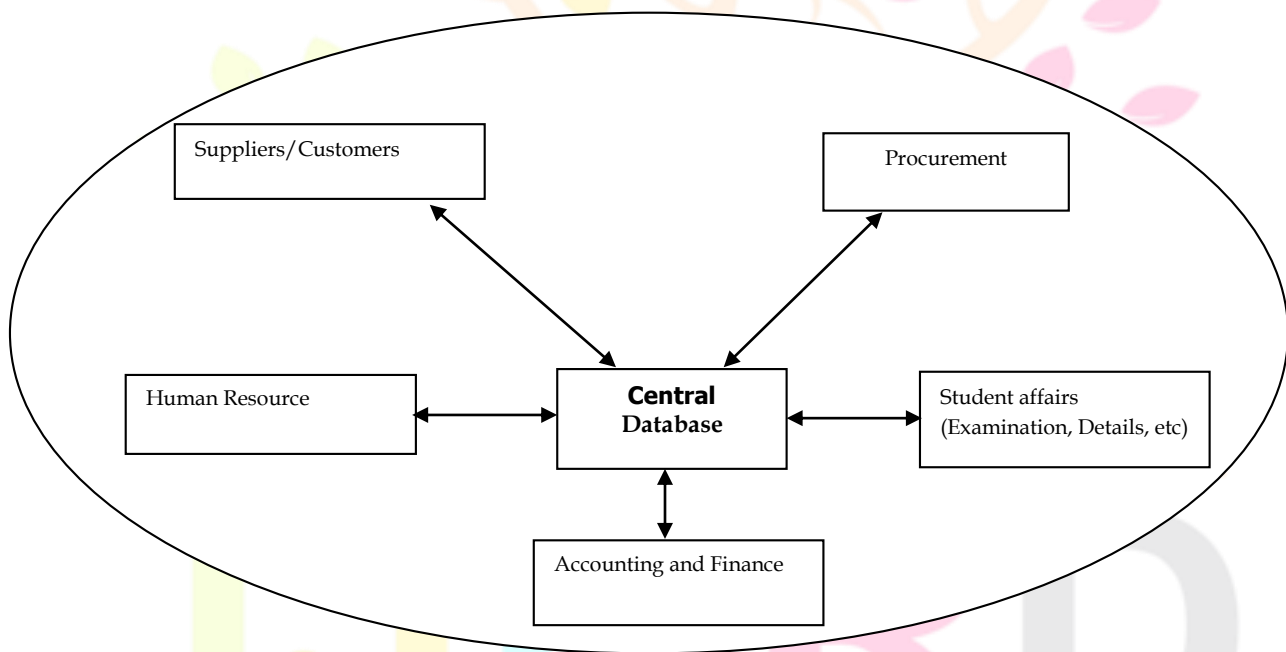 Suppliers/Customers
Procurement
Human Resource
Central
Database
Student affairs
(Examination, Details, etc)
Accounting and Finance